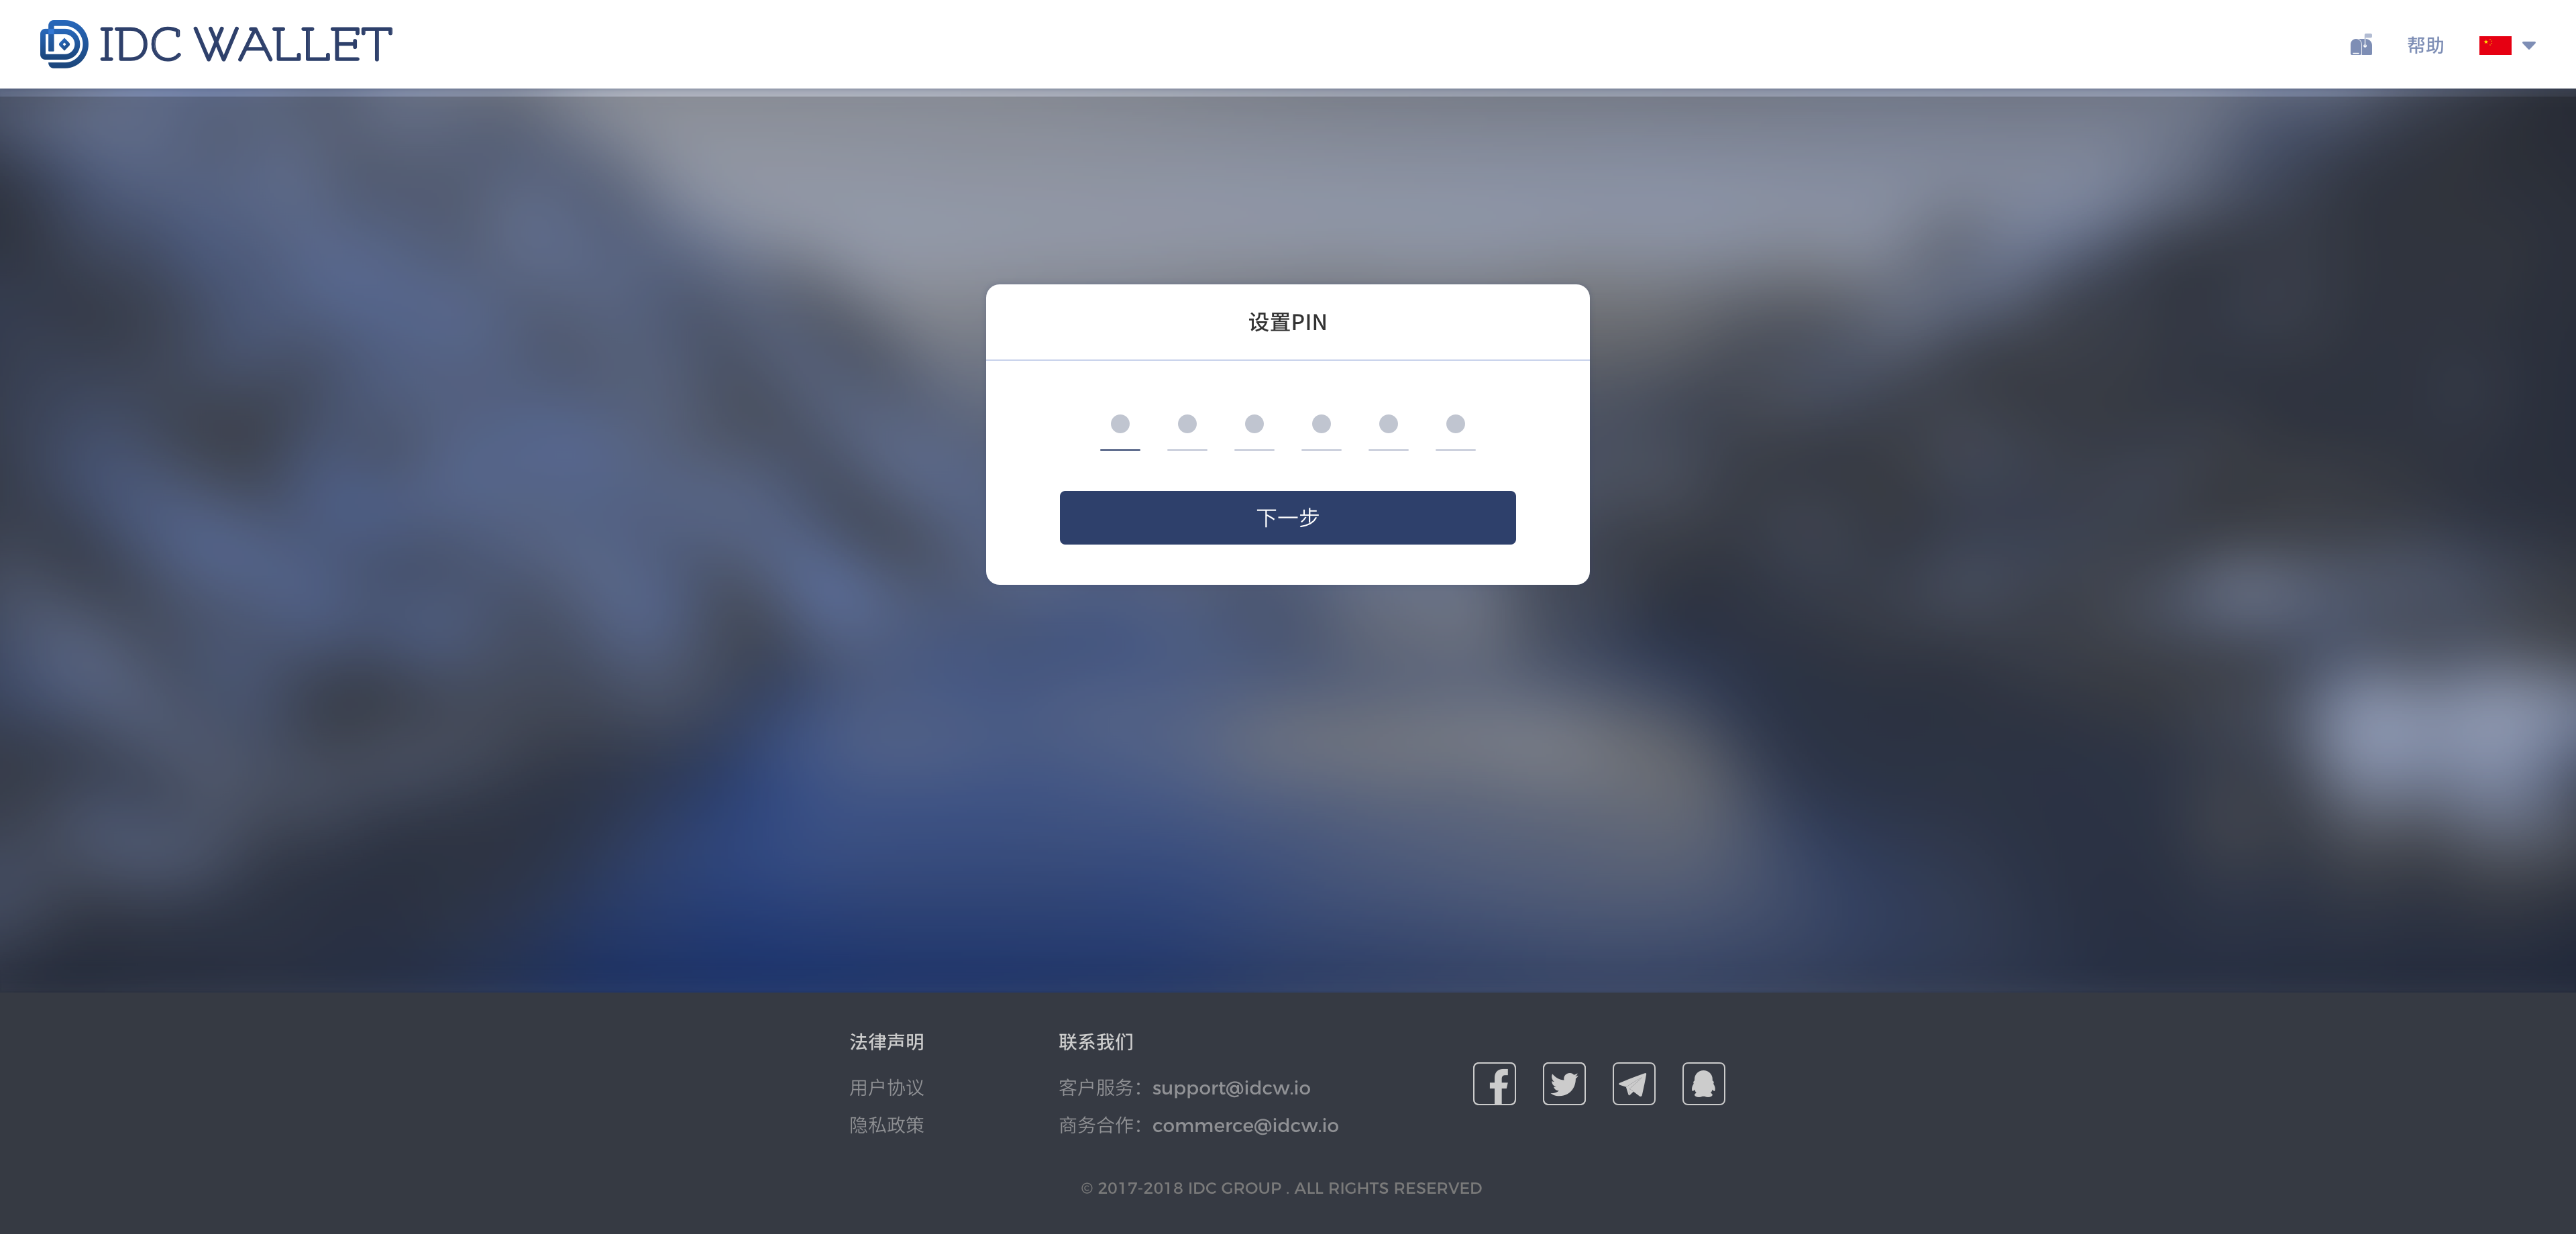 IDC WALLET
帮助
设置PIN
下一步
法律声明
用户协议
隐私政策
联系我们
客户服务：support@idcw.io
商务合作：commerce@idcw.io
© 2017-2018 IDC GROUP . ALL RIGHTS RESERVED